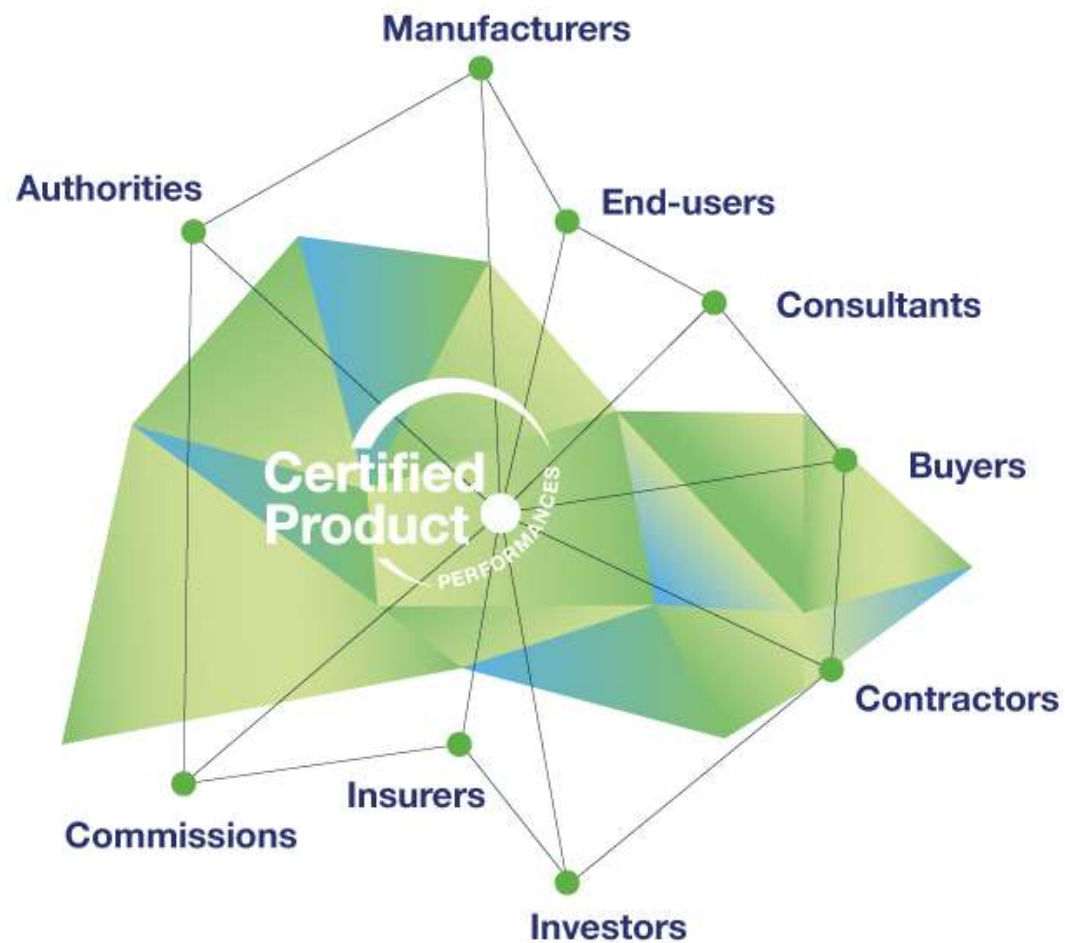 Manufacturers
Authorities
End-users
Consultants
Certified
Product
PERFORMANCES
Buyers
Contractors
Insurers
Commissions
Investors